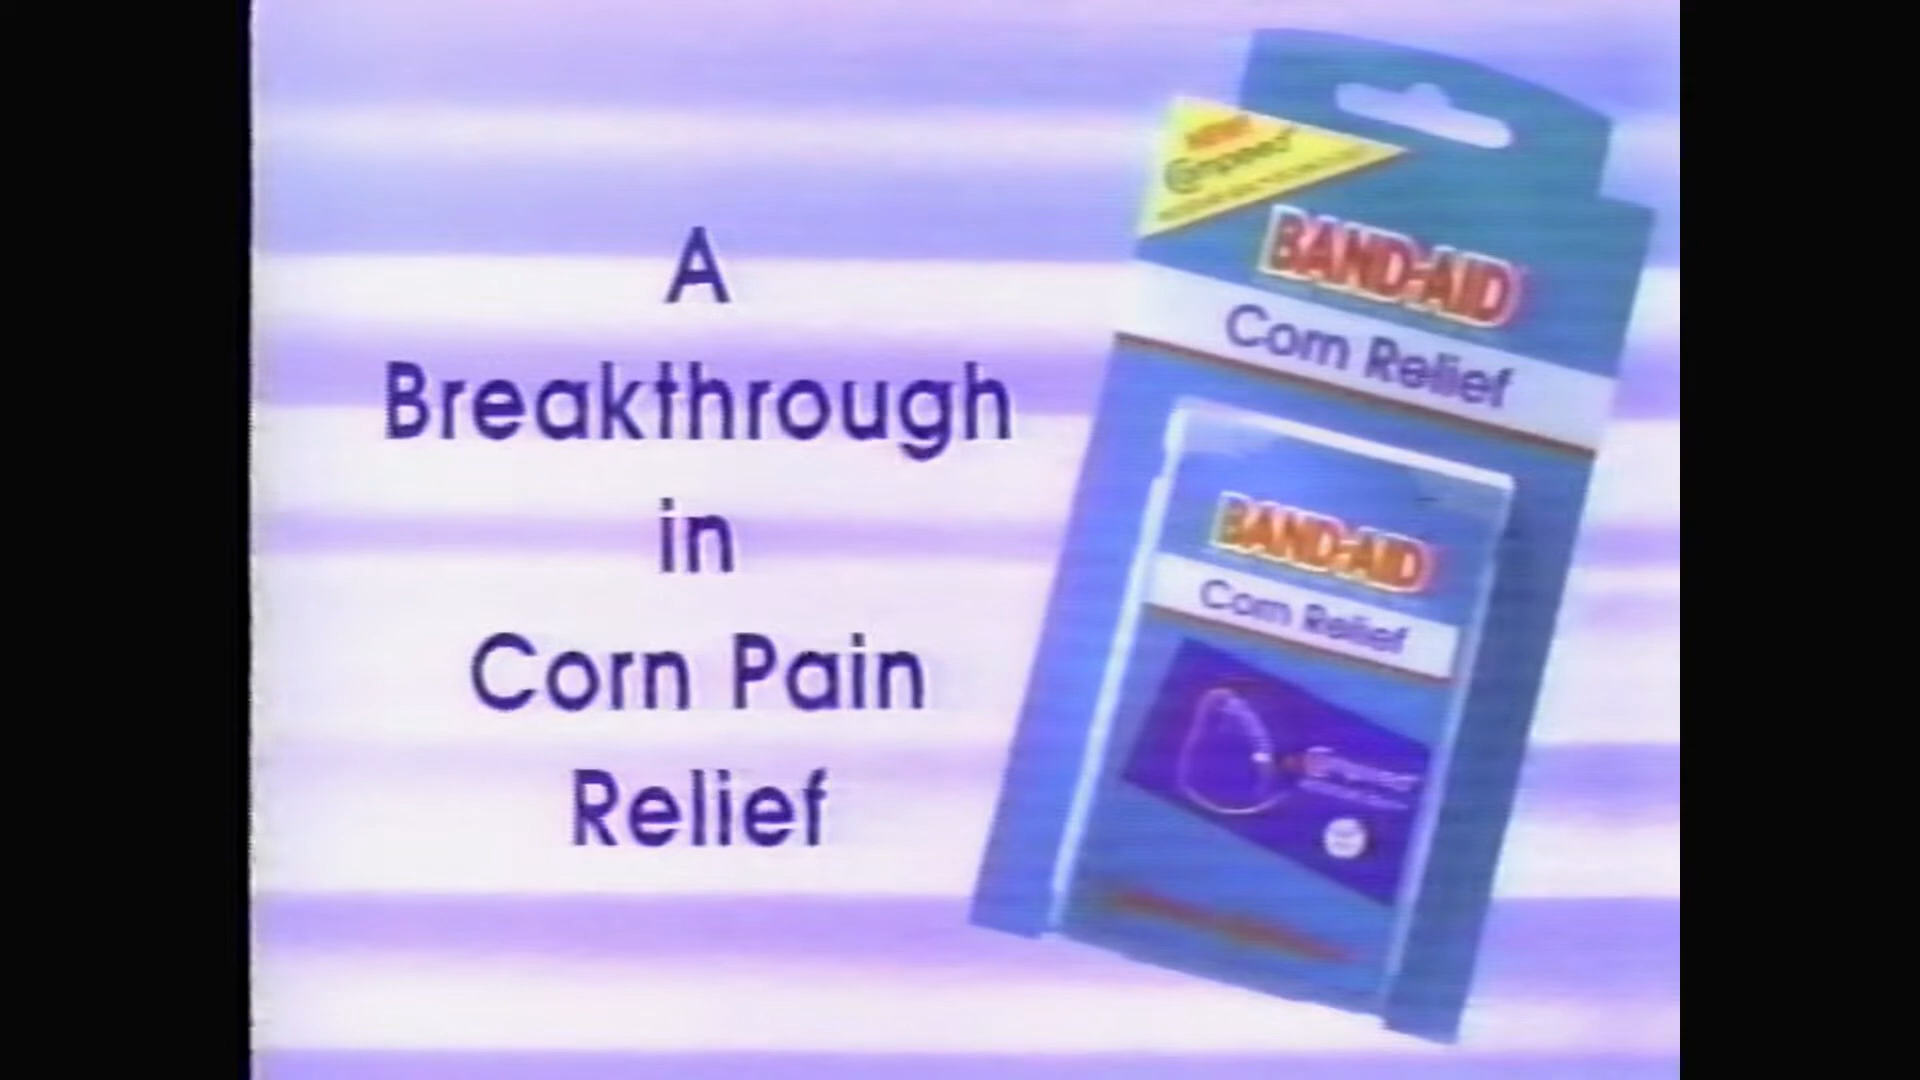 A
Breakthrough
in
Corn Pain
Relief
BAND-AID
Corn Relief
BAND-AID
Corn Relief